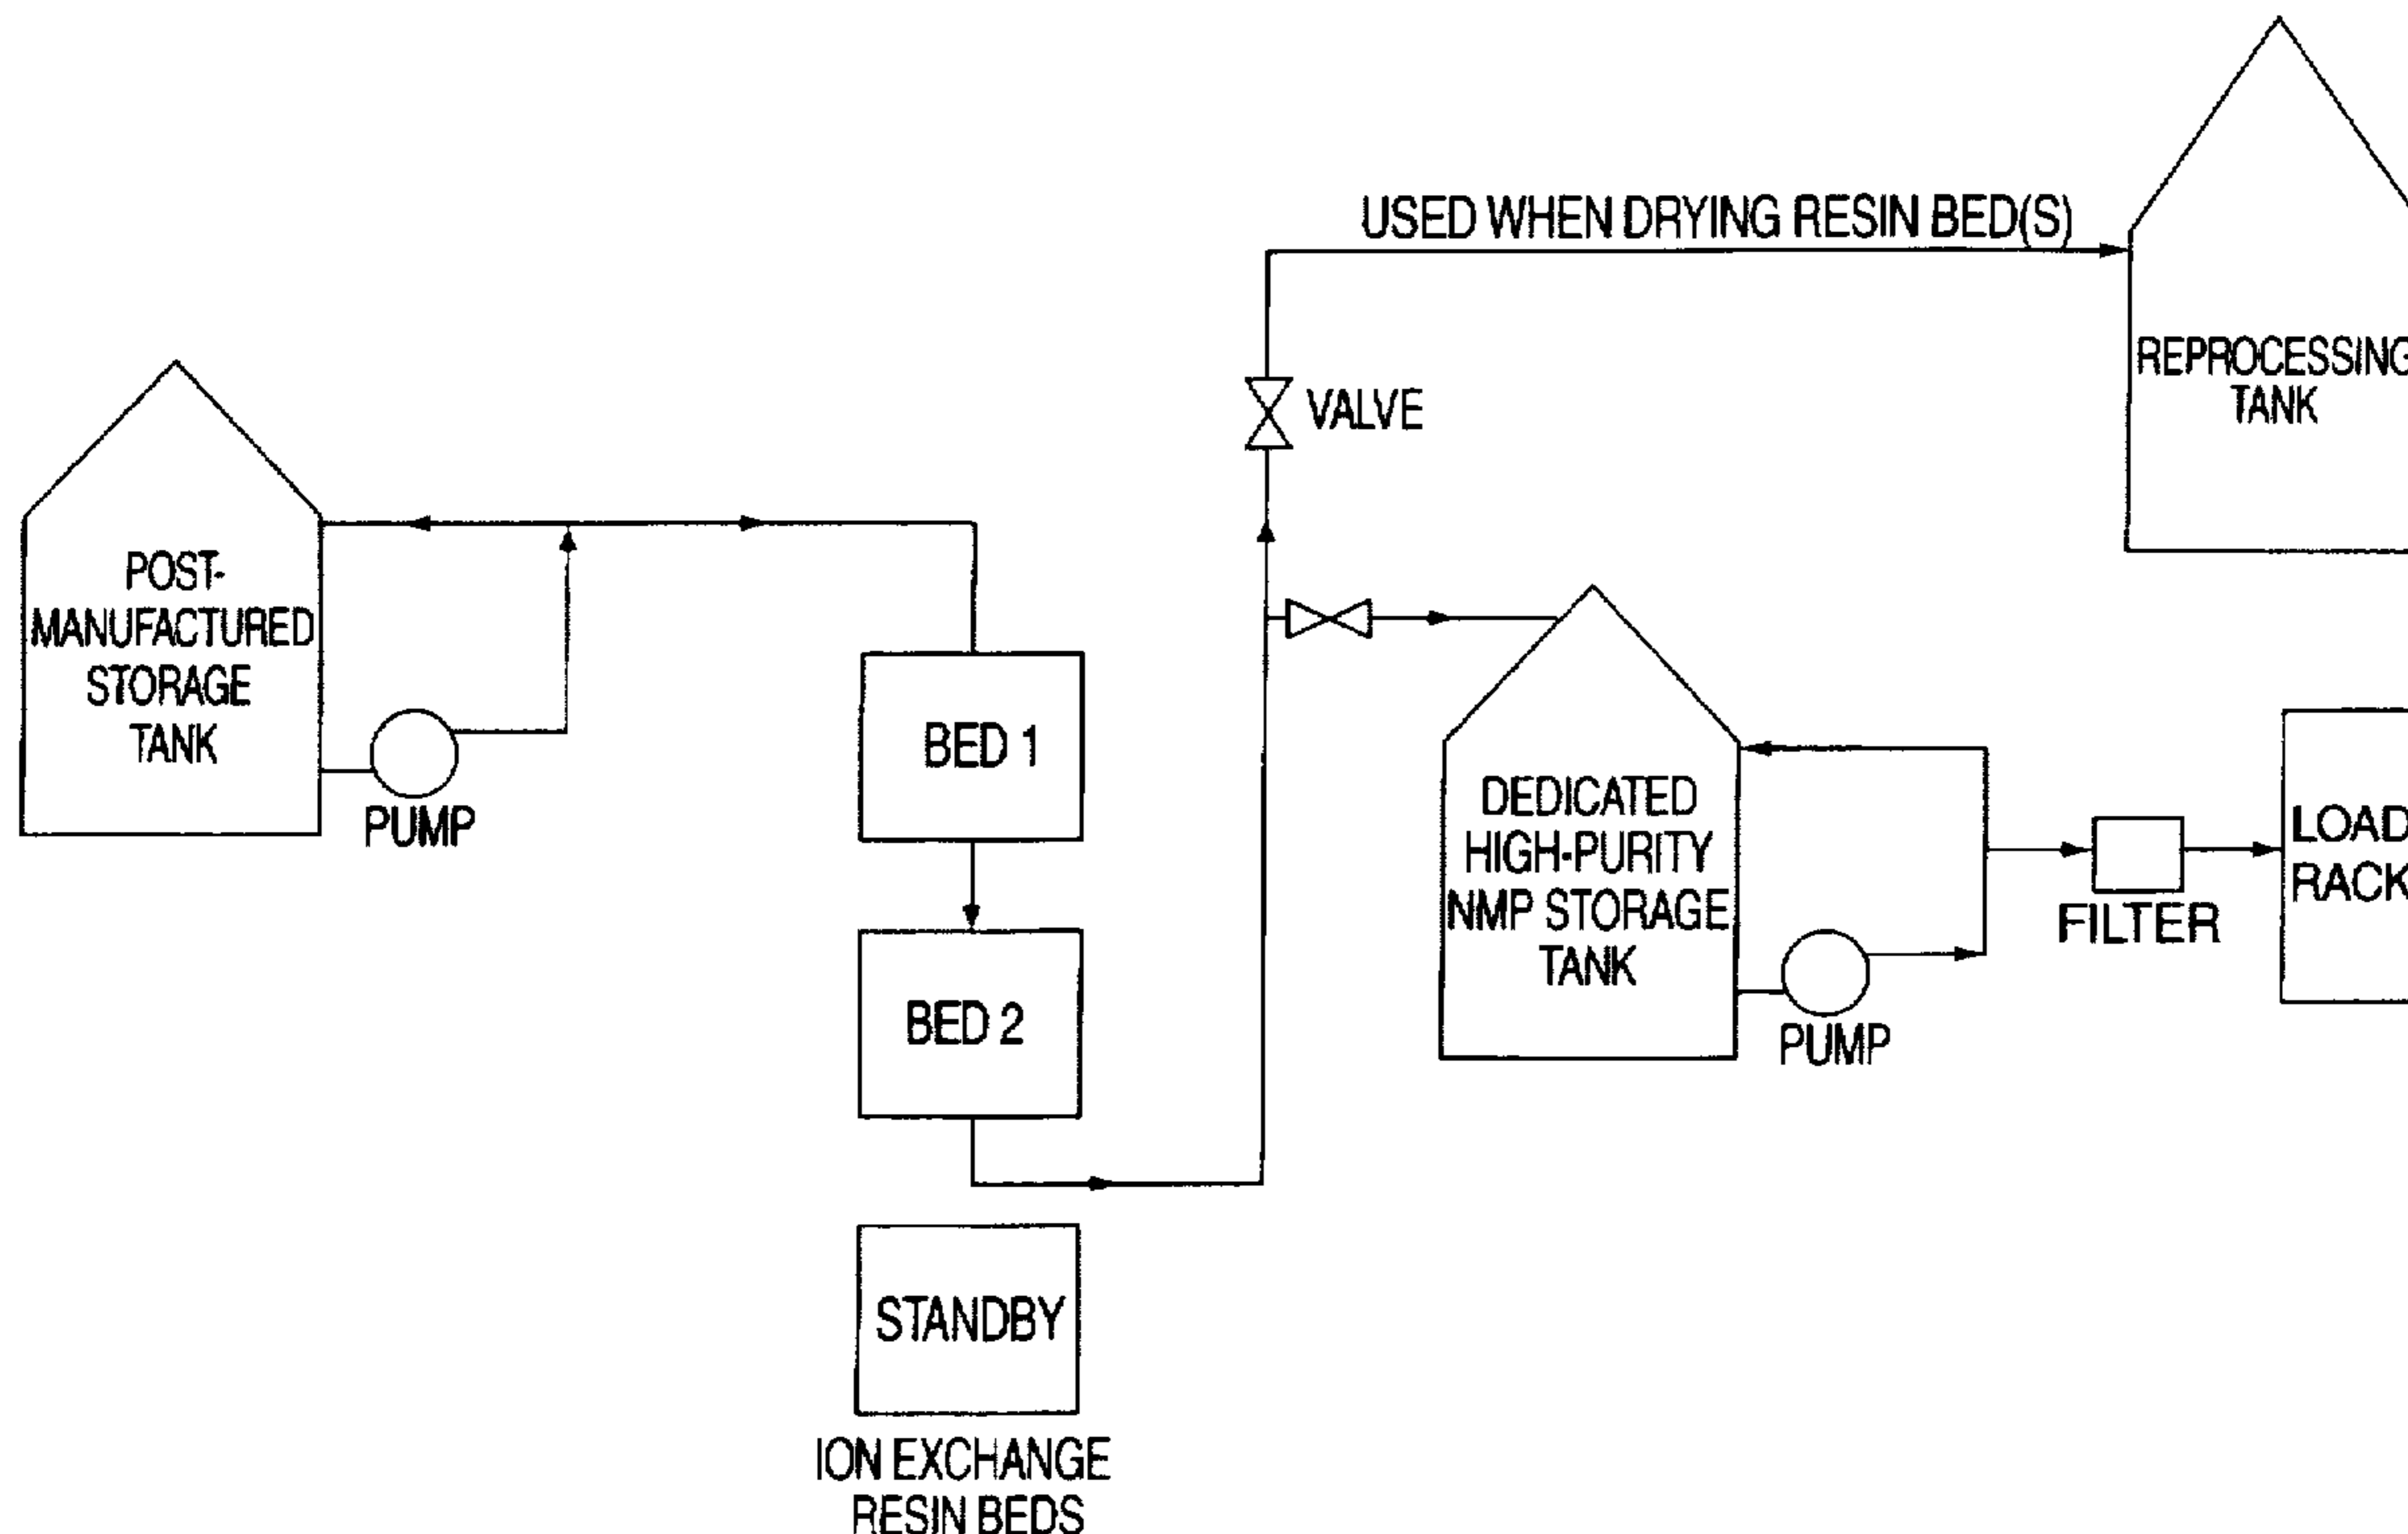 USED WHEN DRYING RESIN BED(S)
REPROCESSING
TANK
VALVE
POST-
MANUFACTURED
STORAGE
TANK
PUMP
BED 1
BED 2
STANDBY
ION EXCHANGE
RESIN BEDS
DEDICATED
HIGH-PURITY
NMP STORAGE
TANK
PUMP
FILTER
LOAD
RACK